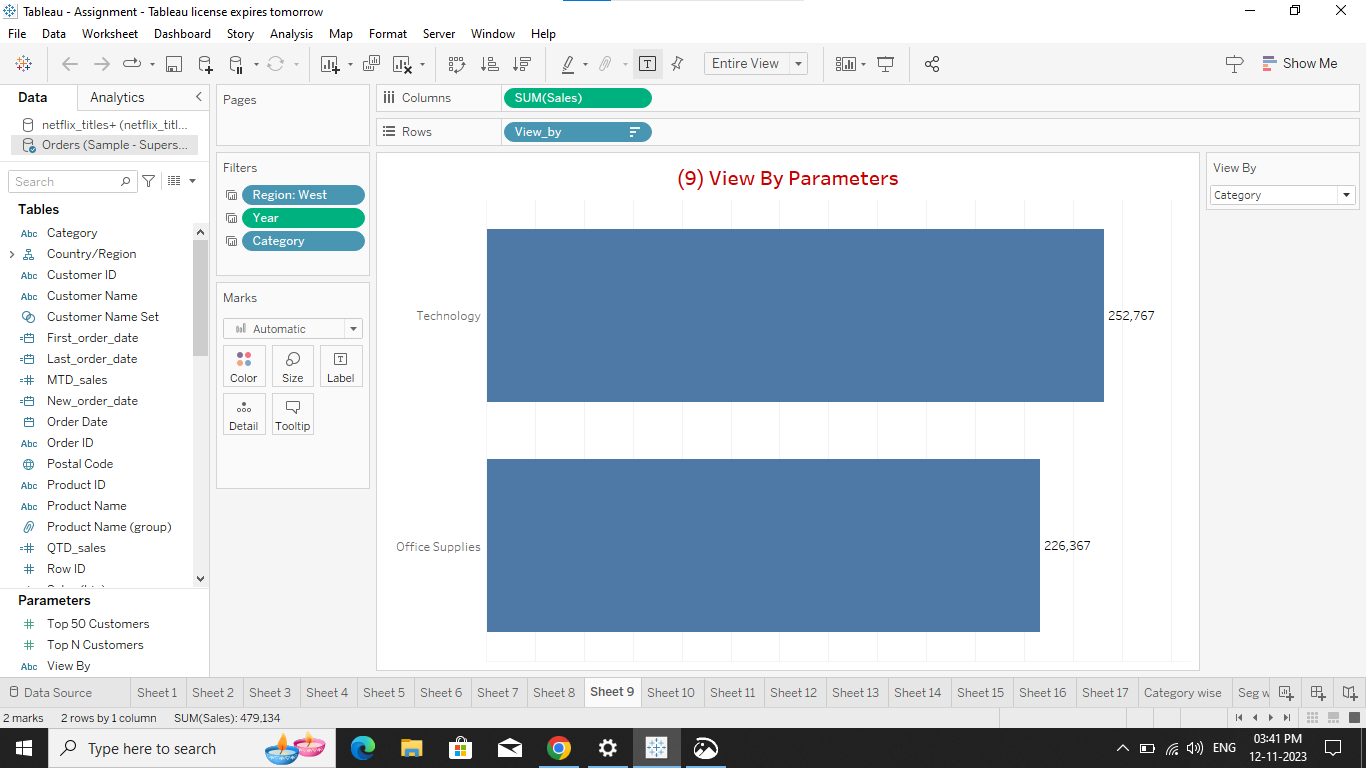 Tableau - Assignment - Tableau license expires tomorrow
File Data Worksheet Dashboard Story Analysis Map Format Server Window Help
Entire View
Show Me
Data Analytics
netflix_titles+ (netflix_titl...
Orders (Sample - Supers...
Search
Tables
Abc Category
Country/Region
Abc Customer ID
Abc Customer Name
Customer Name Set
First_order_date
Last_order_date
MTD_sales
New_order_date
Order Date
Abc Order ID
Postal Code
Abc Product ID
Abc Product Name
Product Name (group)
QTD_sales
Row ID
Parameters
Top 50 Customers
Top N Customers
Abc View By
Pages
Filters
Region: West
Year
Category
Marks
Automatic
Color Size Label
Detail Tooltip
Columns SUM(Sales)
Rows View_by
(9) View By Parameters
Technology 252,767
Office Supplies 226,367
View By
Category
Data Source Sheet 1 Sheet 2 Sheet 3 Sheet 4 Sheet 5 Sheet 6 Sheet 7 Sheet 8 Sheet 9 Sheet 10 Sheet 11 Sheet 12 Sheet 13 Sheet 14 Sheet 15 Sheet 16 Sheet 17 Category wise Seg w
2 marks 2 rows by 1 column SUM(Sales): 479,134
Type here to search
ENG
03:41 PM
12-11-2023